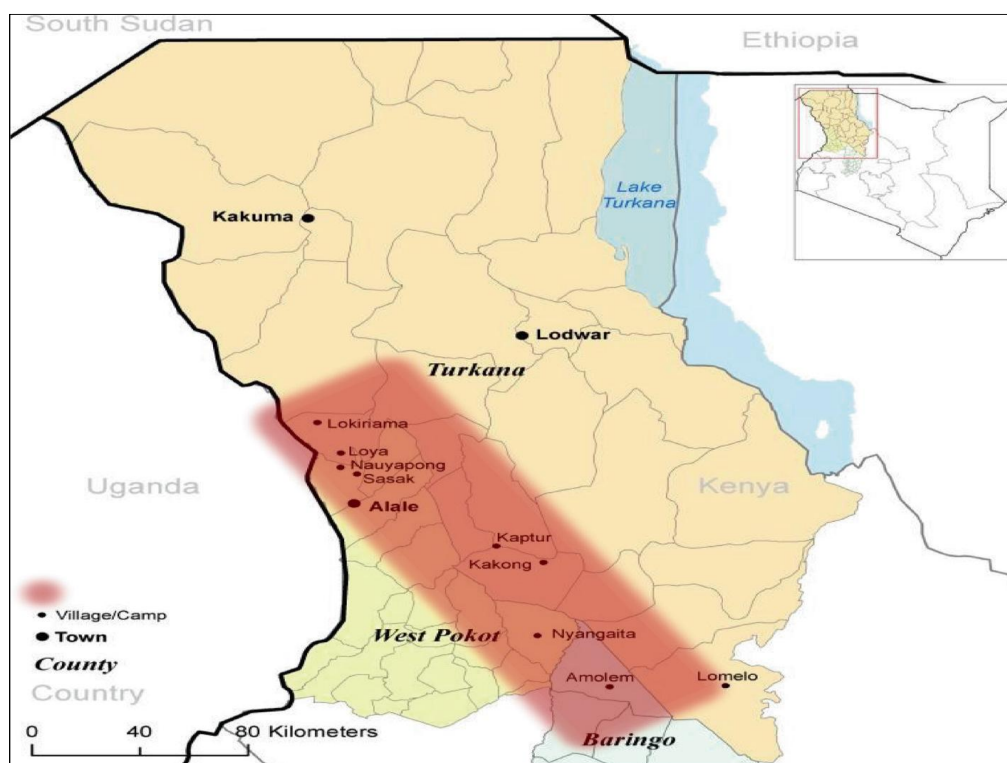 South Sudan
Ethiopia
Lake
Turkana
Kakuma
Lodwar
Turkana
Lokiriama
Loya
Nauyapong
Sasak
Uganda
Kenya
Alale
Kaptur
Kakong
Village/Camp
Town
West Pokot
Nyangaita
County
Amolem
Lomelo
Country
0 40 80 Kilometers
Baringo